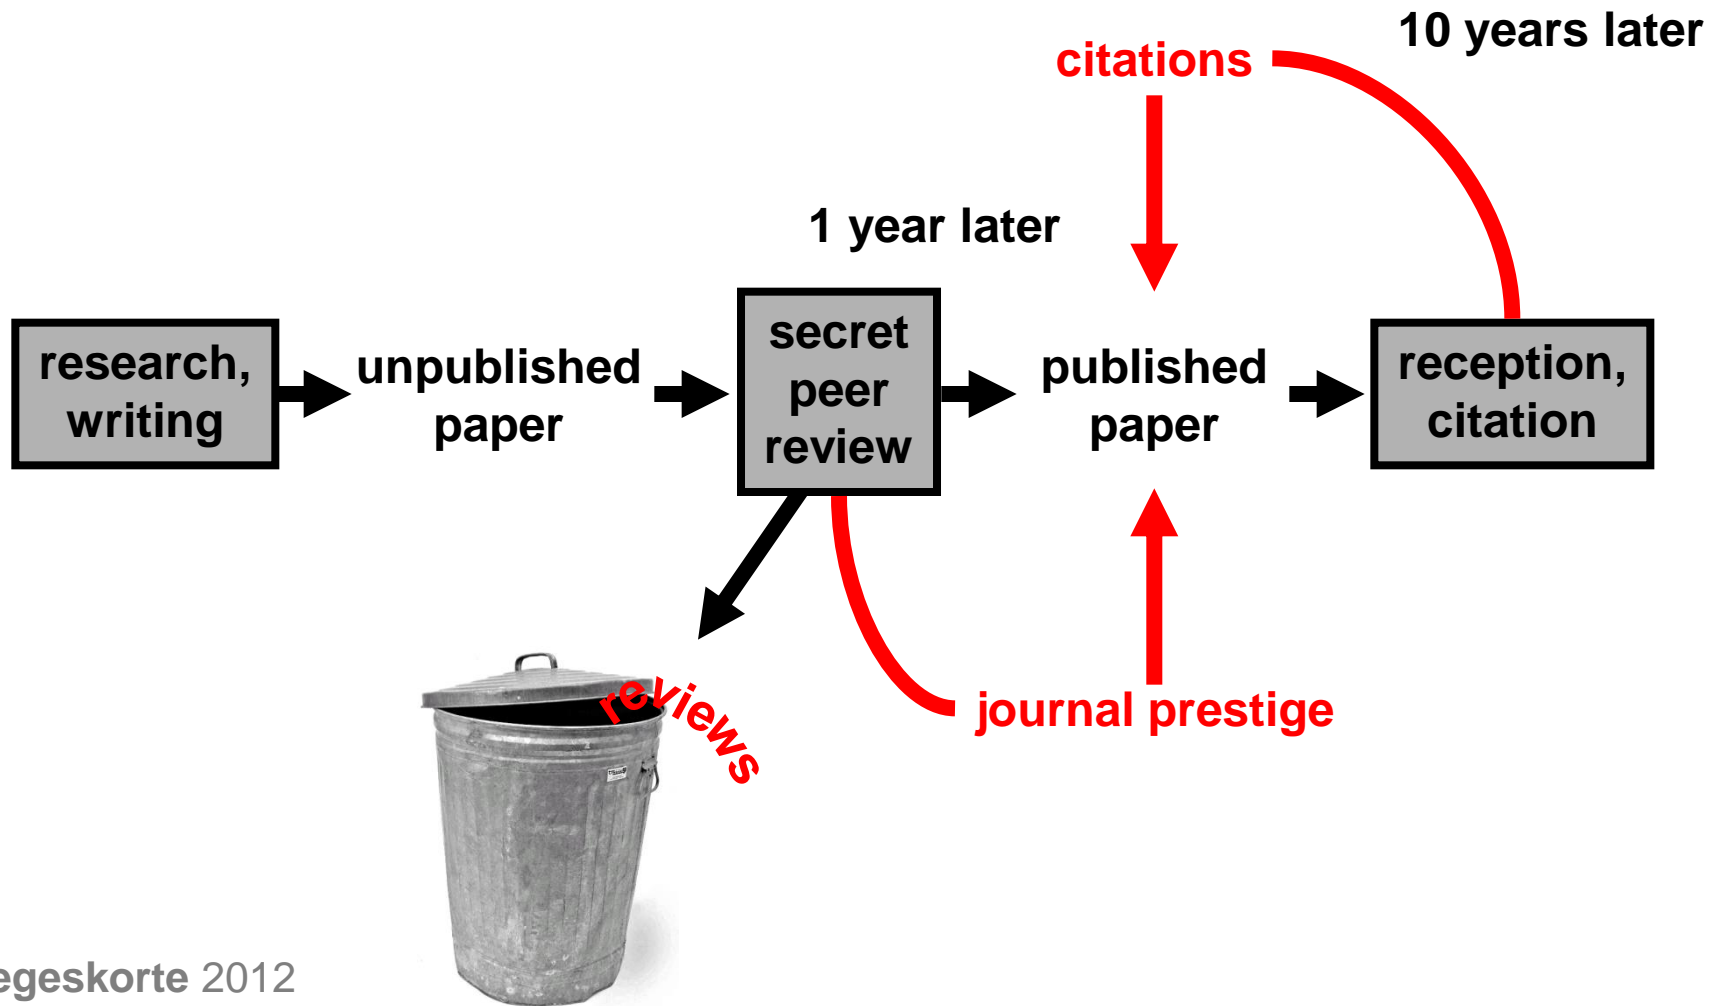 10 years later
citations
1 year later
research,
writing
unpublished
paper
secret
peer
review
published
paper
reception,
citation
reviews
journal prestige
egeskorte 2012